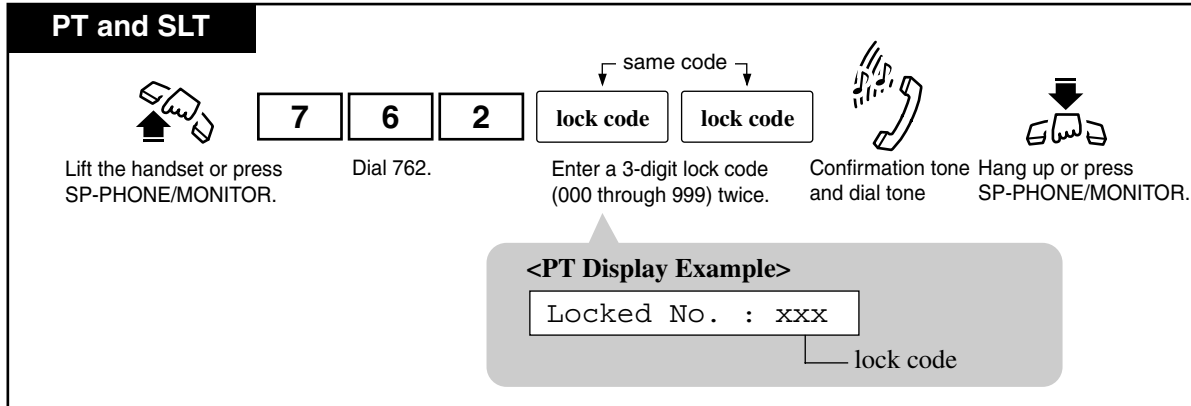 PT and SLT
same code
7 6 2 lock code lock code
Lift the handset or press
SP-PHONE/MONITOR.
Dial 762.
Enter a 3-digit lock code
(000 through 999) twice.
Confirmation tone
and dial tone
Hang up or press
SP-PHONE/MONITOR.
<PT Display Example>
Locked No. : xxx
lock code